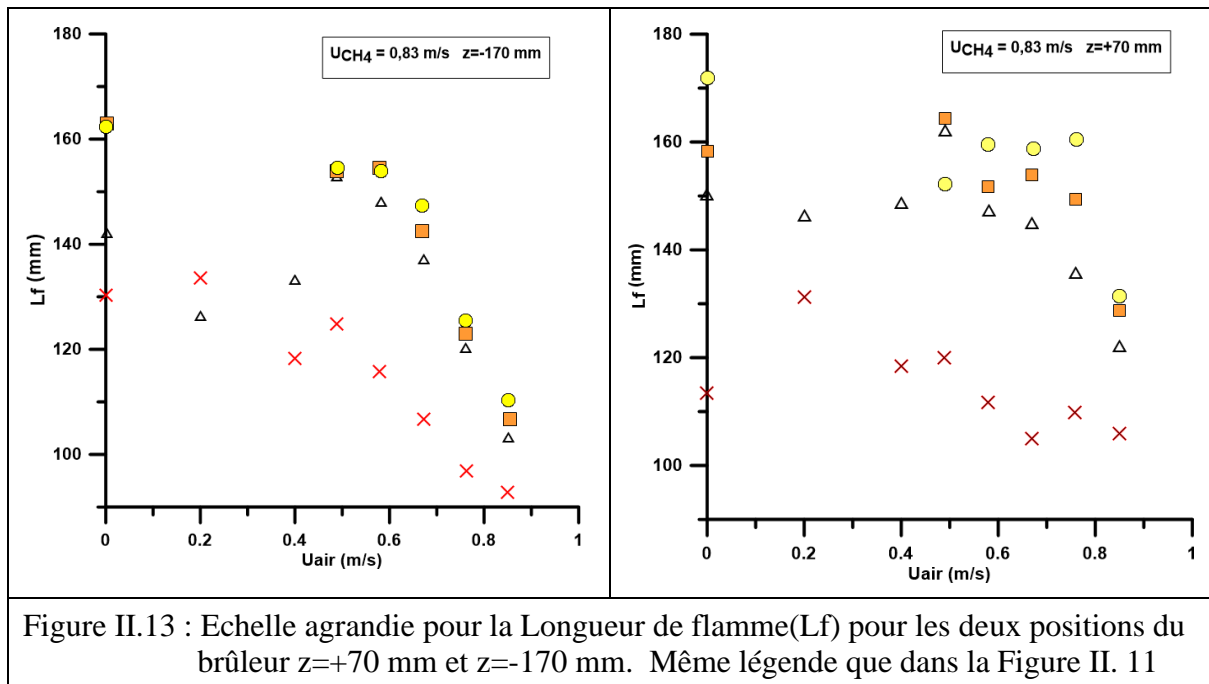 180
160
140
120
100
Lf (mm)
UCH4 = 0,83 m/s z=-170 mm
0
0.2
0.4
0.6
0.8
1
Uair (m/s)
180
160
140
120
100
Lf (mm)
UCH4 = 0,83 m/s z=+70 mm
0
0.2
0.4
0.6
0.8
1
Uair (m/s)
Figure II.13 : Echelle agrandie pour la Longueur de flamme(Lf) pour les deux positions du
brûleur z=+70 mm et z=-170 mm. Même légende que dans la Figure II. 11